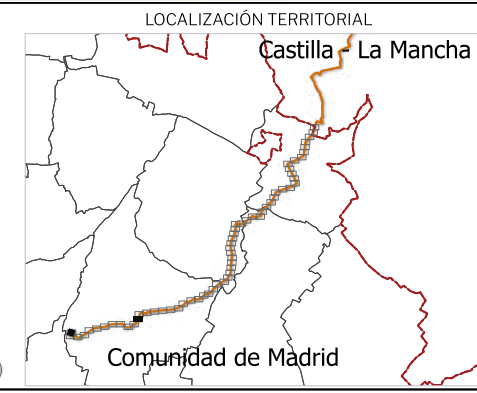 LOCALIZACIÓN TERRITORIAL
Castilla - La Mancha
Comunidad de Madrid